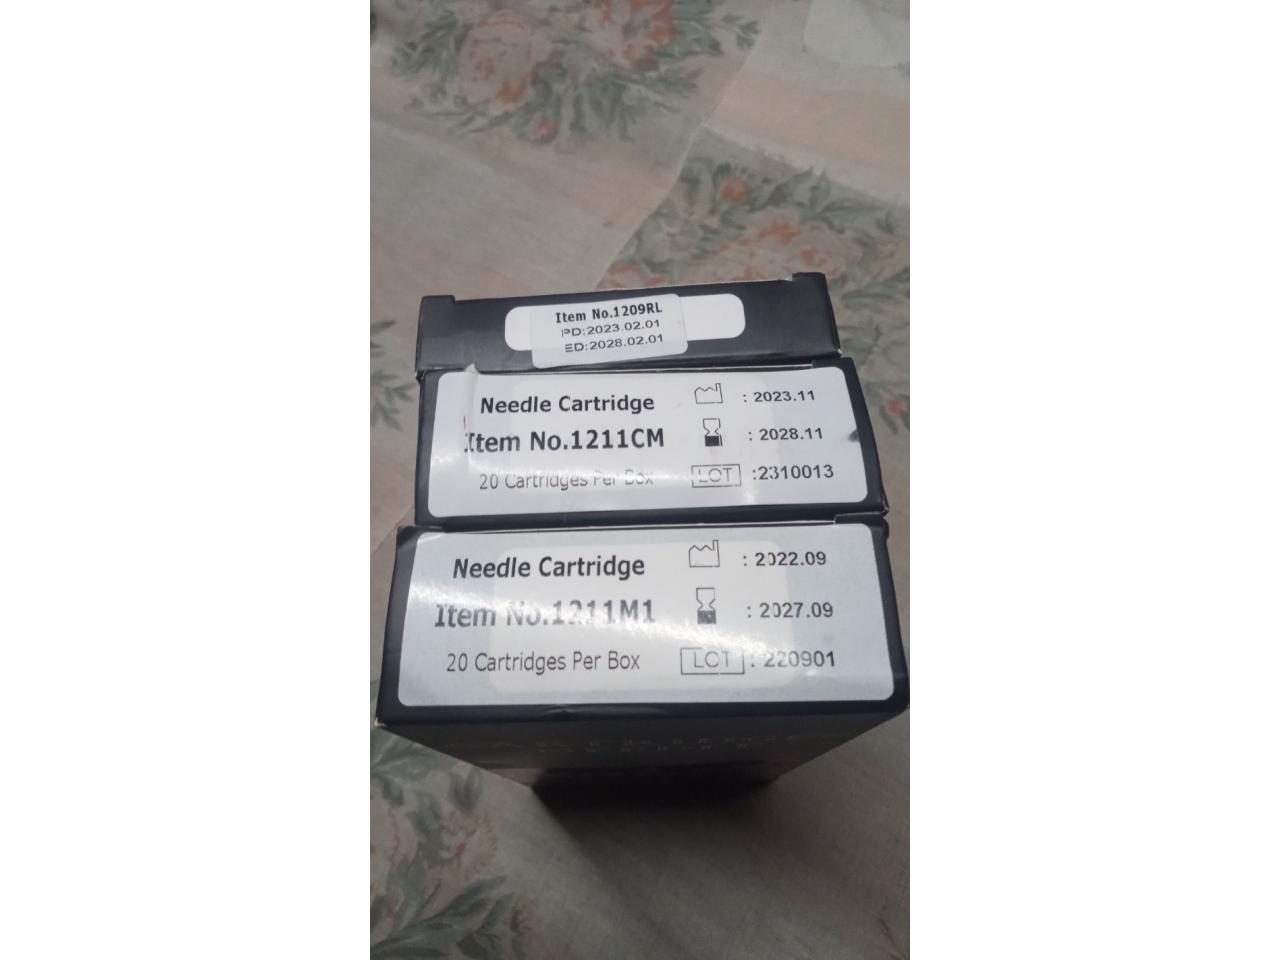 Item No.1209RL
PD:2023.02.01
ED:2028.02.01
Needle Cartridge
: 2023.11
Item No.1211CM
: 2028.11
20 Cartridges Per Box
LOT :2310013
Needle Cartridge
: 2022.09
Item No.1211M1
: 2027.09
20 Cartridges Per Box
LOT : 220901